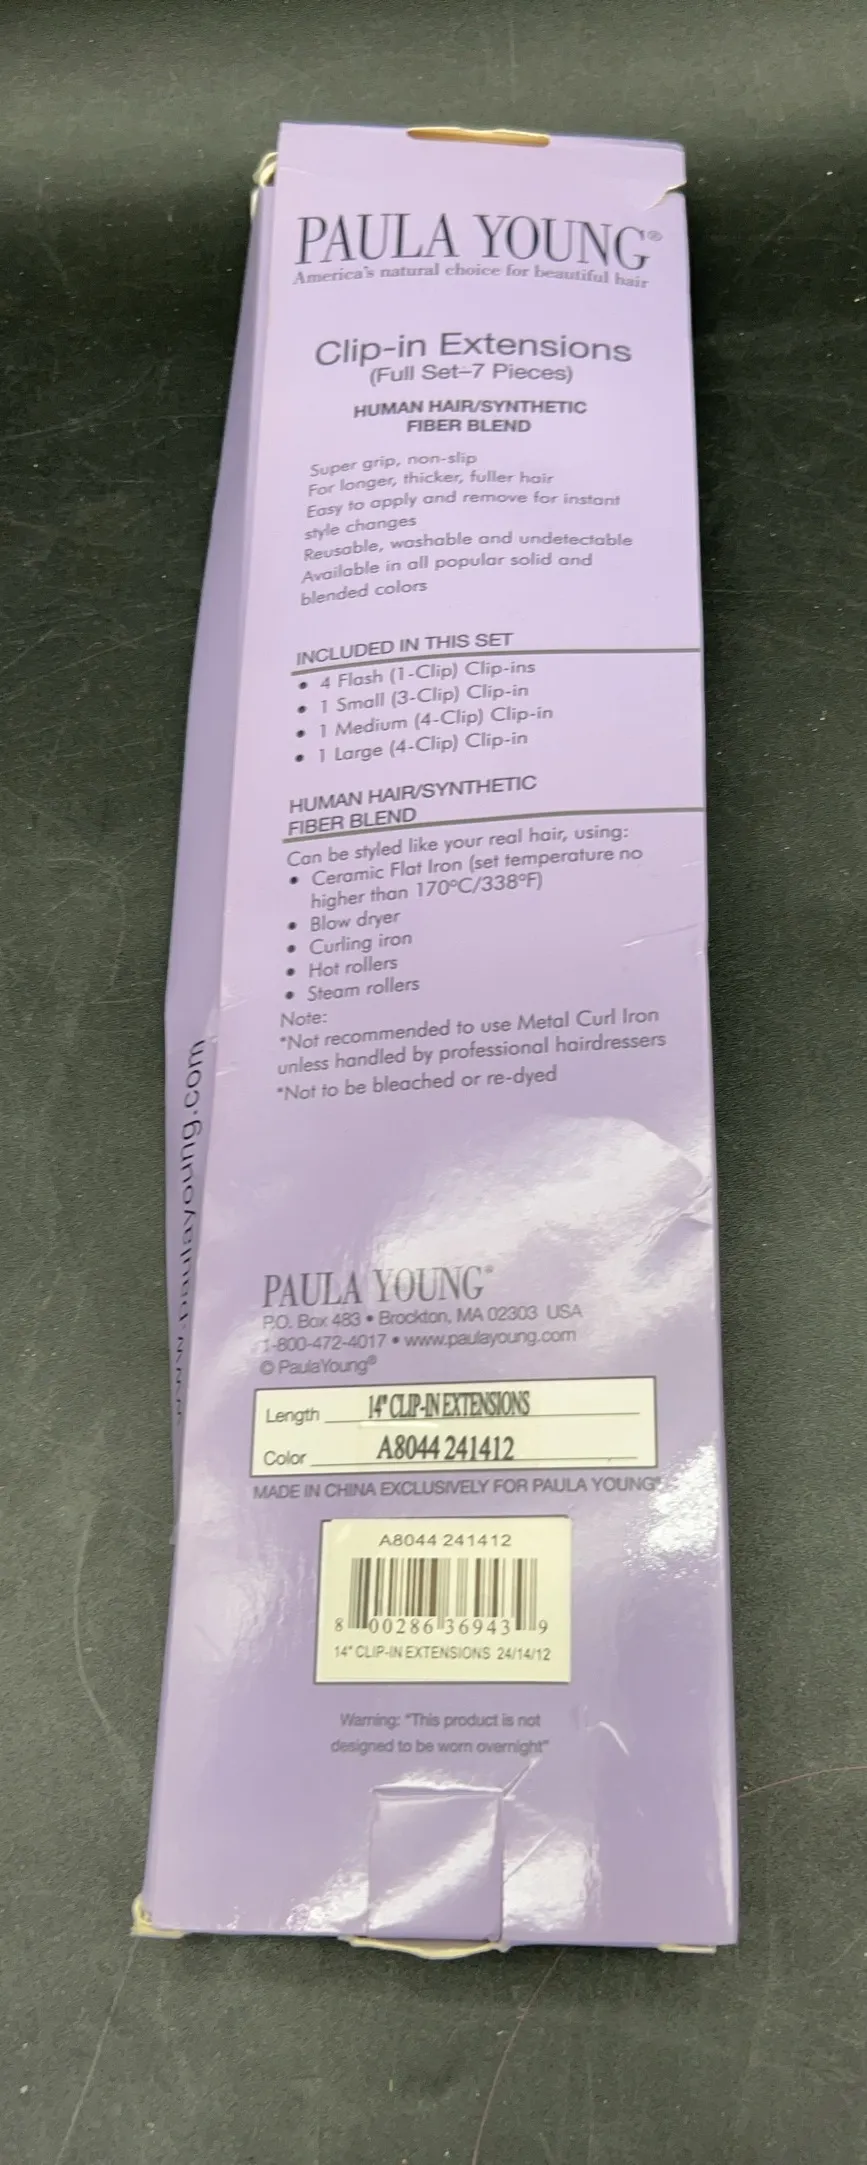 PAULA YOUNG®
America's natural choice for beautiful hair
Clip-in Extensions
(Full Set–7 Pieces)
HUMAN HAIR/SYNTHETIC
FIBER BLEND
Super grip, non-slip
For longer, thicker, fuller hair
Easy to apply and remove for instant
style changes
Reusable, washable and undetectable
Available in all popular solid and
blended colors
INCLUDED IN THIS SET
• 4 Flash (1-Clip) Clip-ins
• 1 Small (3-Clip) Clip-in
• 1 Medium (4-Clip) Clip-in
• 1 Large (4-Clip) Clip-in
HUMAN HAIR/SYNTHETIC
FIBER BLEND
Can be styled like your real hair, using:
• Ceramic Flat Iron (set temperature no
higher than 170°C/338°F)
• Blow dryer
• Curling iron
• Hot rollers
• Steam rollers
Note:
*Not recommended to use Metal Curl Iron
unless handled by professional hairdressers
*Not to be bleached or re-dyed
www.paulayoung.com
PAULA YOUNG®
P.O. Box 483 • Brockton, MA 02303 USA
1-800-472-4017 • www.paulayoung.com
© PaulaYoung®
Length 14" CLIP-IN EXTENSIONS
Color A8044 241412
MADE IN CHINA EXCLUSIVELY FOR PAULA YOUNG®
A8044 241412
8 00286 36943 9
14" CLIP-IN EXTENSIONS 24/14/12
Warning: "This product is not
designed to be worn overnight"